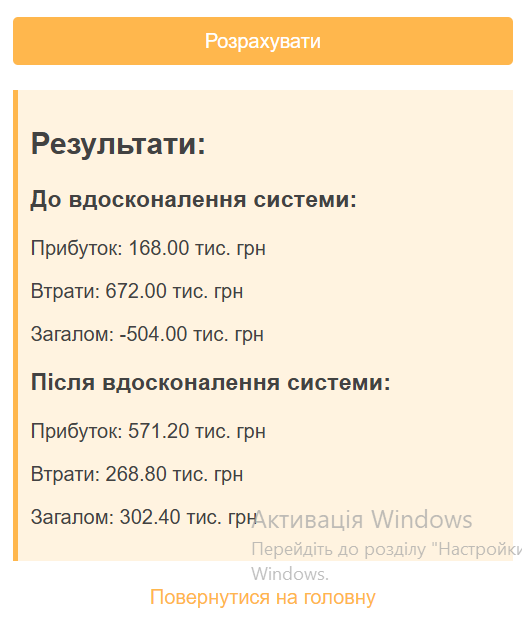 Розрахувати
Результати:
До вдосконалення системи:
Прибуток: 168.00 тис. грн
Втрати: 672.00 тис. грн
Загалом: -504.00 тис. грн
Після вдосконалення системи:
Прибуток: 571.20 тис. грн
Втрати: 268.80 тис. грн
Загалом: 302.40 тис. грн
Активація Windows
Перейдіть до розділу "Настройки
Windows.
Повернутися на головну